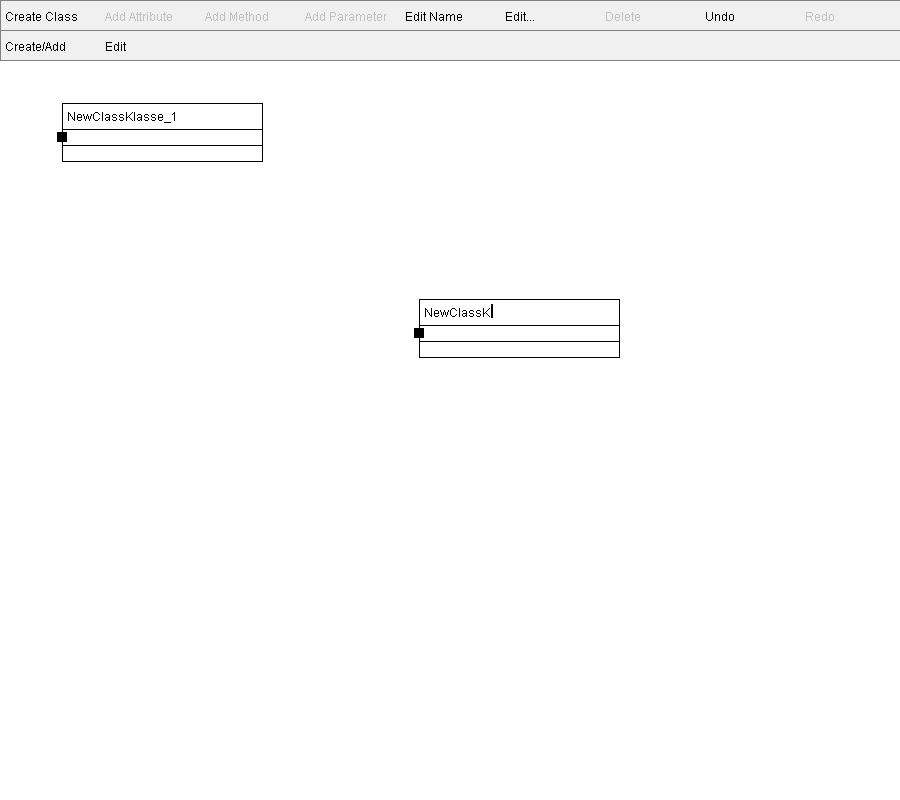 Create Class Add Attribute Add Method Add Parameter Edit Name Edit... Delete Undo Redo
Create/Add Edit
NewClassKlasse_1
NewClassK